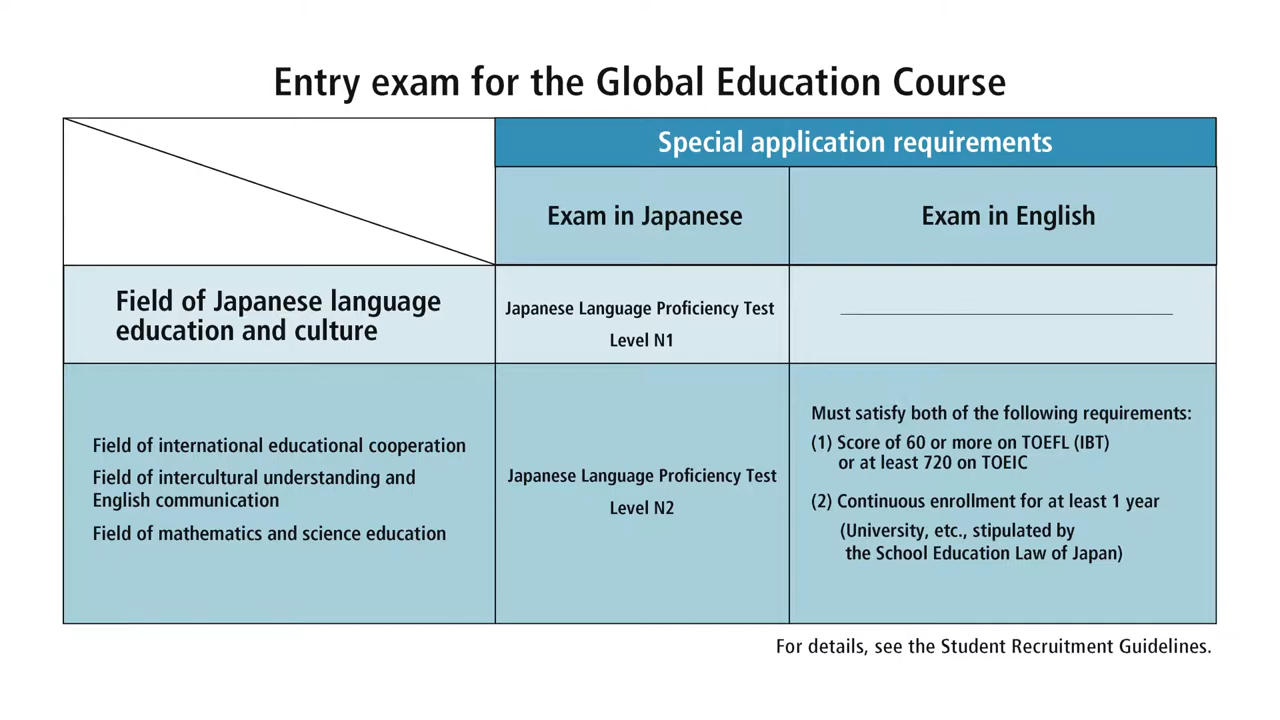 Entry exam for the Global Education Course
Special application requirements
Exam in Japanese
Exam in English
Field of Japanese language
education and culture
Japanese Language Proficiency Test
Level N1
Field of international educational cooperation
Field of intercultural understanding and
English communication
Field of mathematics and science education
Japanese Language Proficiency Test
Level N2
Must satisfy both of the following requirements:
(1) Score of 60 or more on TOEFL (IBT)
or at least 720 on TOEIC
(2) Continuous enrollment for at least 1 year
(University, etc., stipulated by
the School Education Law of Japan)
For details, see the Student Recruitment Guidelines.